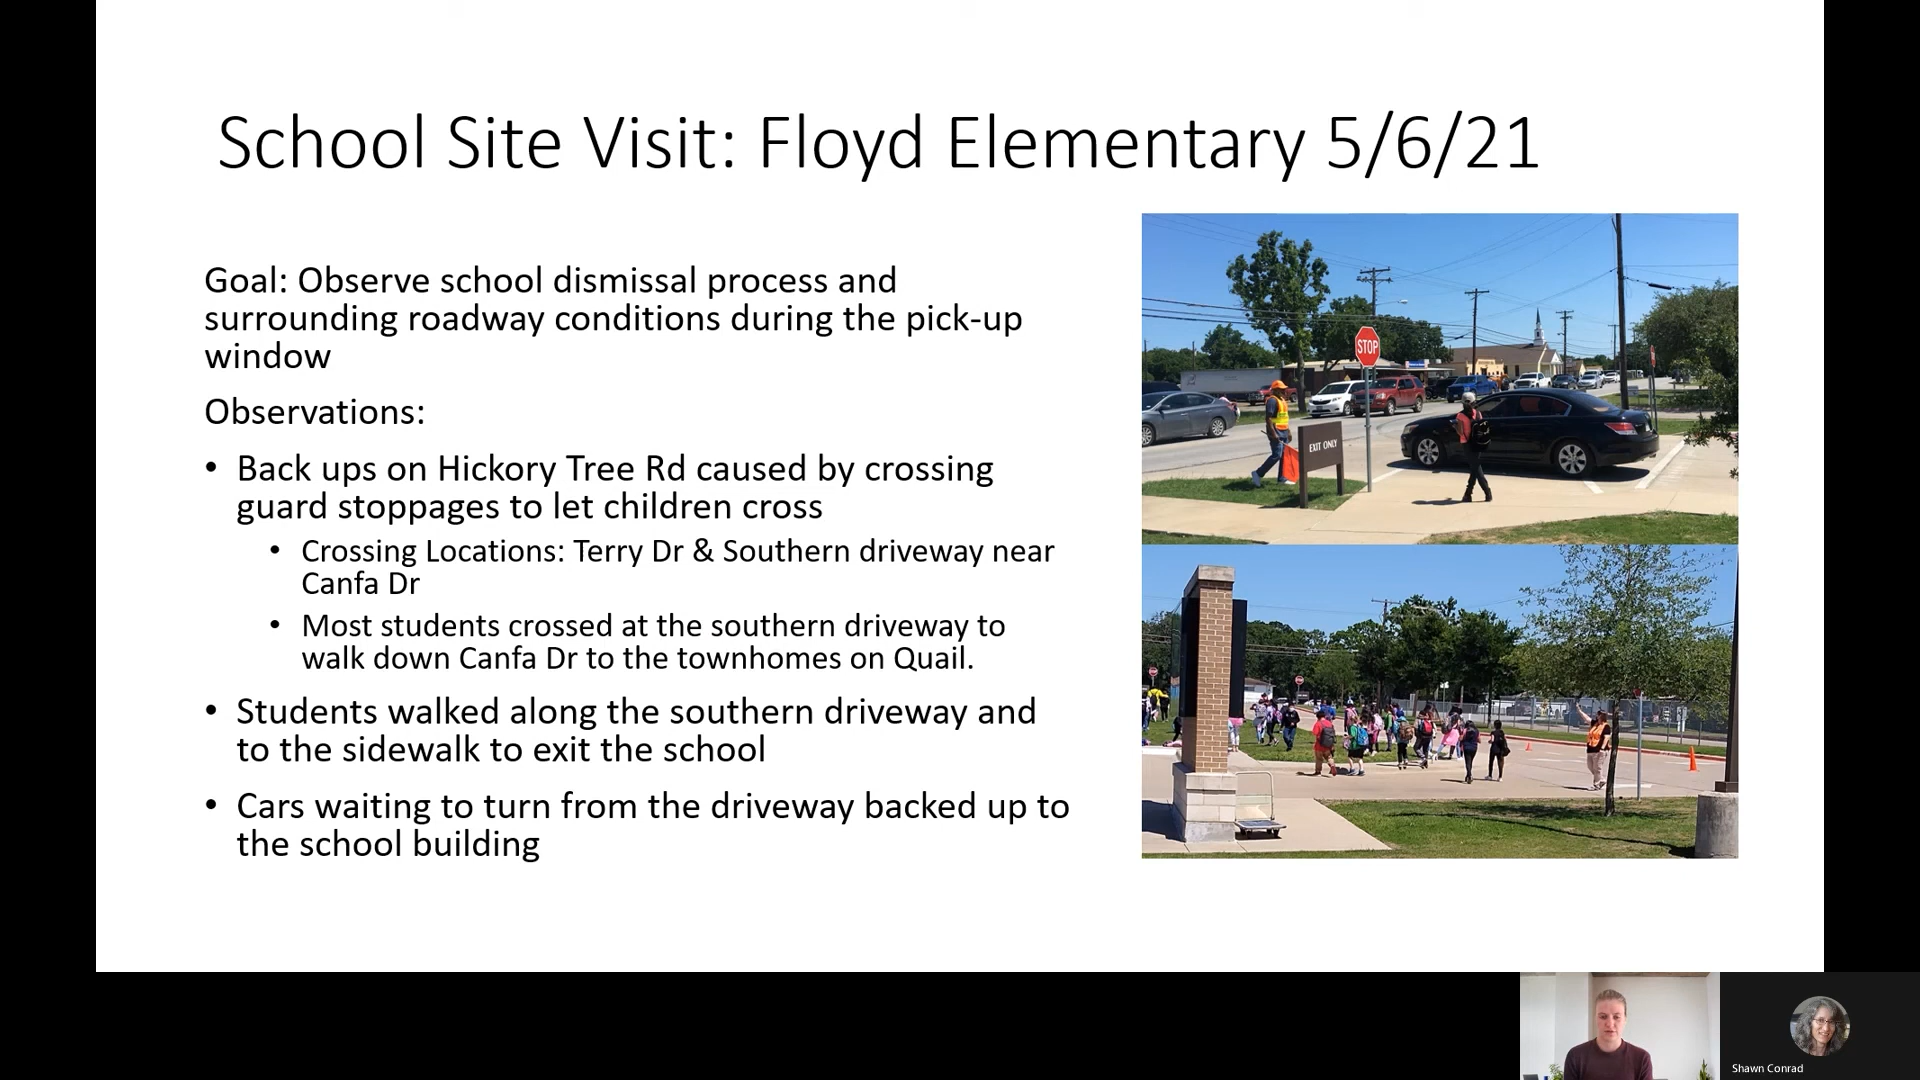 School Site Visit: Floyd Elementary 5/6/21
Goal: Observe school dismissal process and
surrounding roadway conditions during the pick-up
window
Observations:
• Back ups on Hickory Tree Rd caused by crossing
guard stoppages to let children cross
• Crossing Locations: Terry Dr & Southern driveway near
Canfa Dr
• Most students crossed at the southern driveway to
walk down Canfa Dr to the townhomes on Quail.
• Students walked along the southern driveway and
to the sidewalk to exit the school
• Cars waiting to turn from the driveway backed up to
the school building
STOP
EXIT ONLY
Shawn Conrad